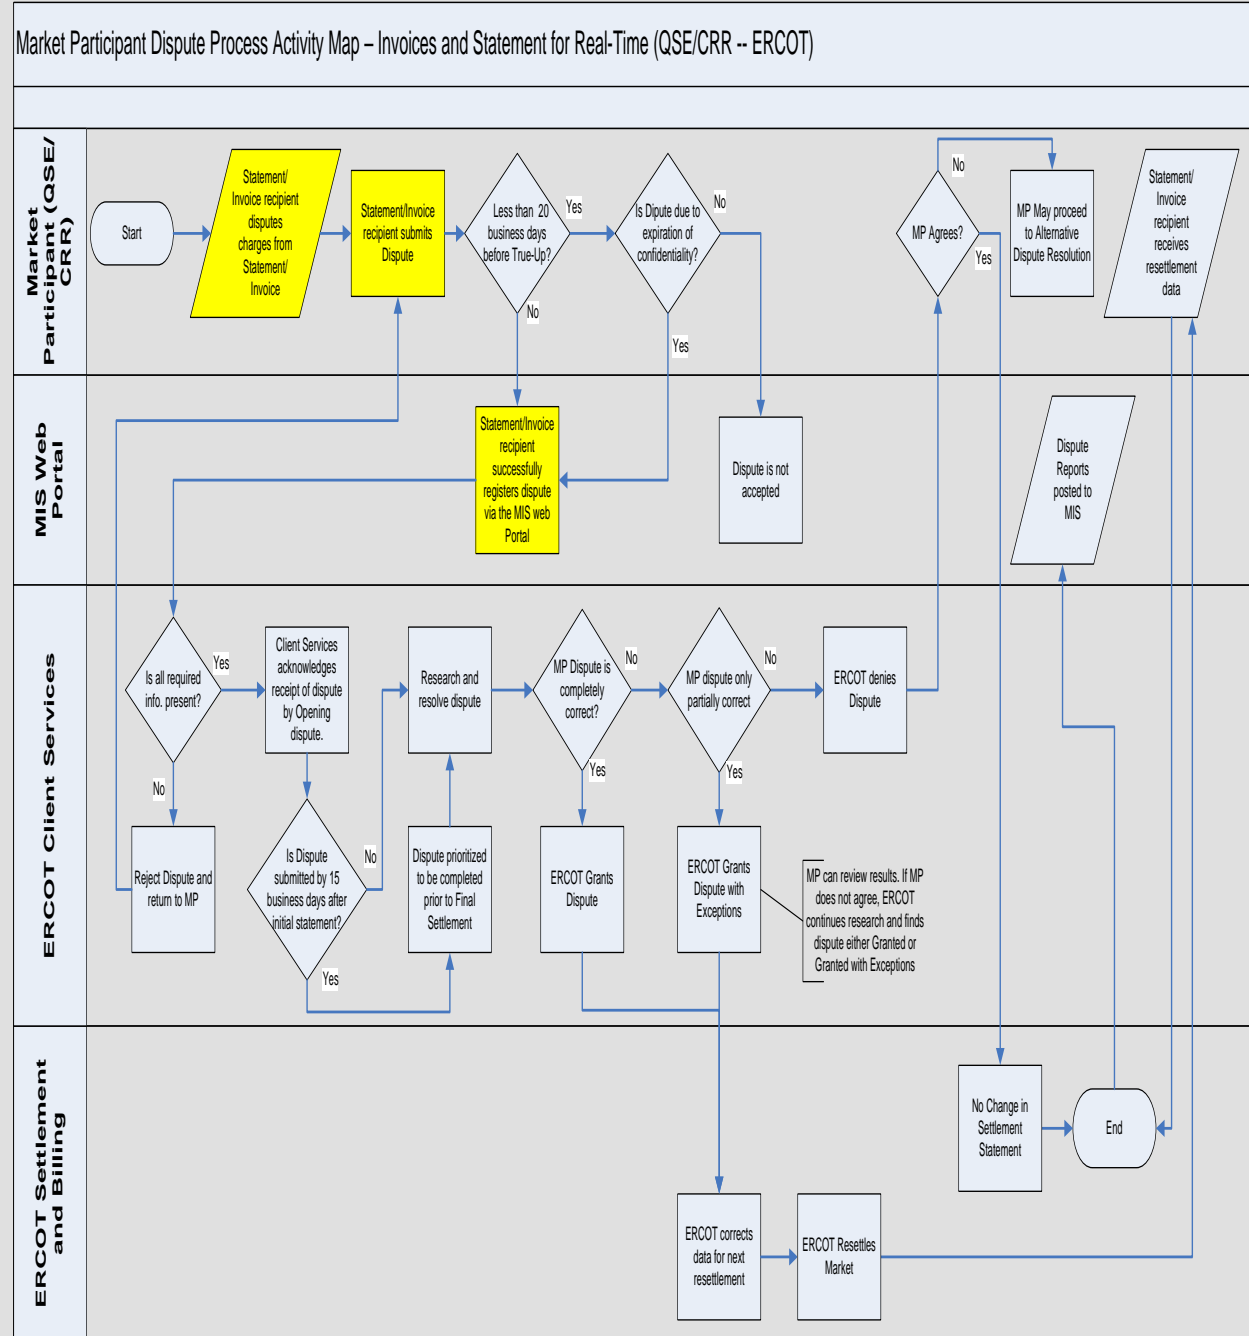 Market Participant Dispute Process Activity Map – Invoices and Statement for Real-Time (QSE/CRR -- ERCOT)
Market
Participant (QSE/
CRR)
Start
Statement/
Invoice recipient
disputes
charges from
Statement/
Invoice
Statement/Invoice
recipient submits
Dispute
Less than 20
business days
before True-Up?
Yes
No
Is Dipute due to
expiration of
confidentiality?
No
Yes
MP Agrees?
No
Yes
MP May proceed
to Alternative
Dispute Resolution
Statement/
Invoice
recipient
receives
resettlement
data
MIS Web
Portal
Statement/Invoice
recipient
successfully
registers dispute
via the MIS web
Portal
Dispute is not
accepted
Dispute
Reports
posted to
MIS
ERCOT Client Services
Is all required
info. present?
Yes
No
Client Services
acknowledges
receipt of dispute
by Opening
dispute.
Research and
resolve dispute
MP Dispute is
completely
correct?
No
Yes
MP dispute only
partially correct
No
Yes
ERCOT denies
Dispute
Reject Dispute and
return to MP
Is Dispute
submitted by 15
business days after
initial statement?
No
Yes
Dispute prioritized
to be completed
prior to Final
Settlement
ERCOT Grants
Dispute
ERCOT Grants
Dispute with
Exceptions
MP can review results. If MP
does not agree, ERCOT
continues research and finds
dispute either Granted or
Granted with Exceptions
ERCOT Settlement
and Billing
No Change in
Settlement
Statement
End
ERCOT corrects
data for next
resettlement
ERCOT Resettles
Market